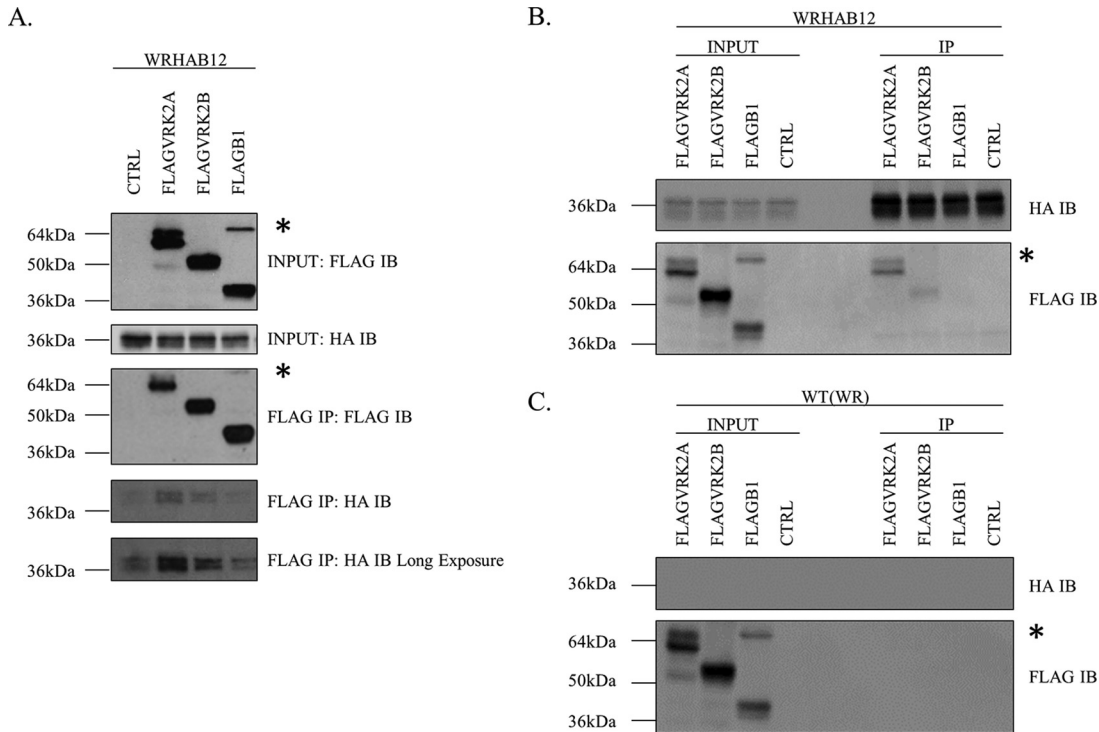 A.
WRHAB12
CTRL
FLAGVRK2A
FLAGVRK2B
FLAGB1
64kDa
*
50kDa
INPUT: FLAG IB
36kDa
36kDa
INPUT: HA IB
*
64kDa
50kDa
FLAG IP: FLAG IB
36kDa
FLAG IP: HA IB
36kDa
FLAG IP: HA IB Long Exposure
36kDa
B.
WRHAB12
INPUT
IP
FLAGVRK2A
FLAGVRK2B
FLAGB1
CTRL
FLAGVRK2A
FLAGVRK2B
FLAGB1
CTRL
36kDa
HA IB
*
64kDa
50kDa
FLAG IB
36kDa
C.
WT(WR)
INPUT
IP
FLAGVRK2A
FLAGVRK2B
FLAGB1
CTRL
FLAGVRK2A
FLAGVRK2B
FLAGB1
CTRL
36kDa
HA IB
*
64kDa
50kDa
FLAG IB
36kDa